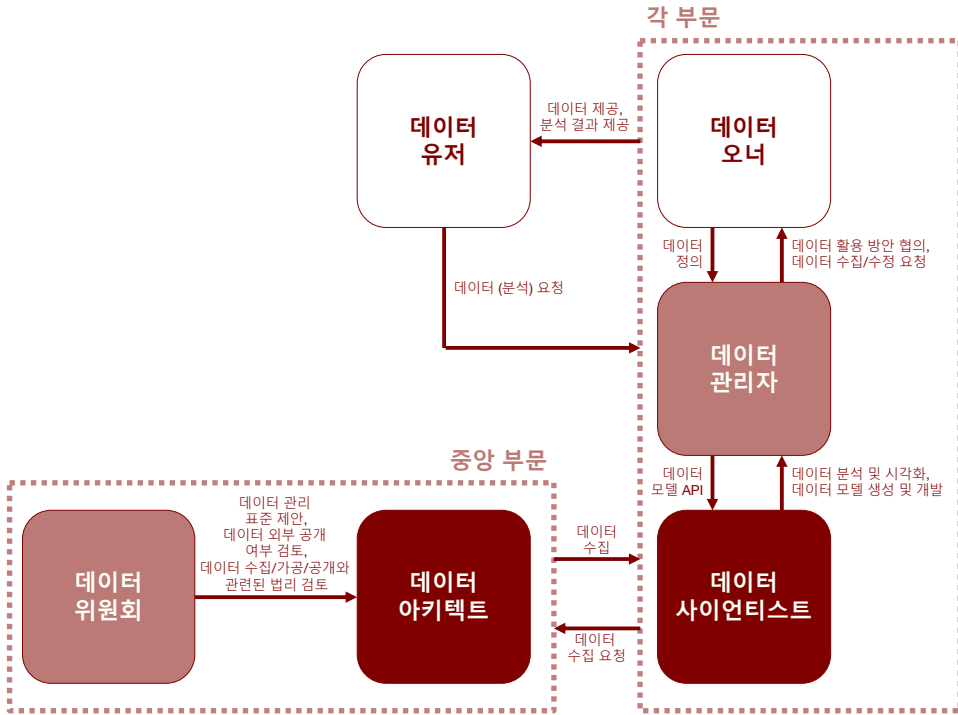 각 부문
데이터
유저
데이터 제공,
분석 결과 제공
데이터
오너
데이터
정의
데이터 활용 방안 협의,
데이터 수집/수정 요청
데이터 (분석) 요청
데이터
관리자
중앙 부문
데이터
모델 API
데이터 분석 및 시각화,
데이터 모델 생성 및 개발
데이터
위원회
데이터 관리
표준 제안,
데이터 외부 공개
여부 검토,
데이터 수집/가공/공개와
관련된 법리 검토
데이터
아키텍트
데이터
수집
데이터
수집 요청
데이터
사이언티스트